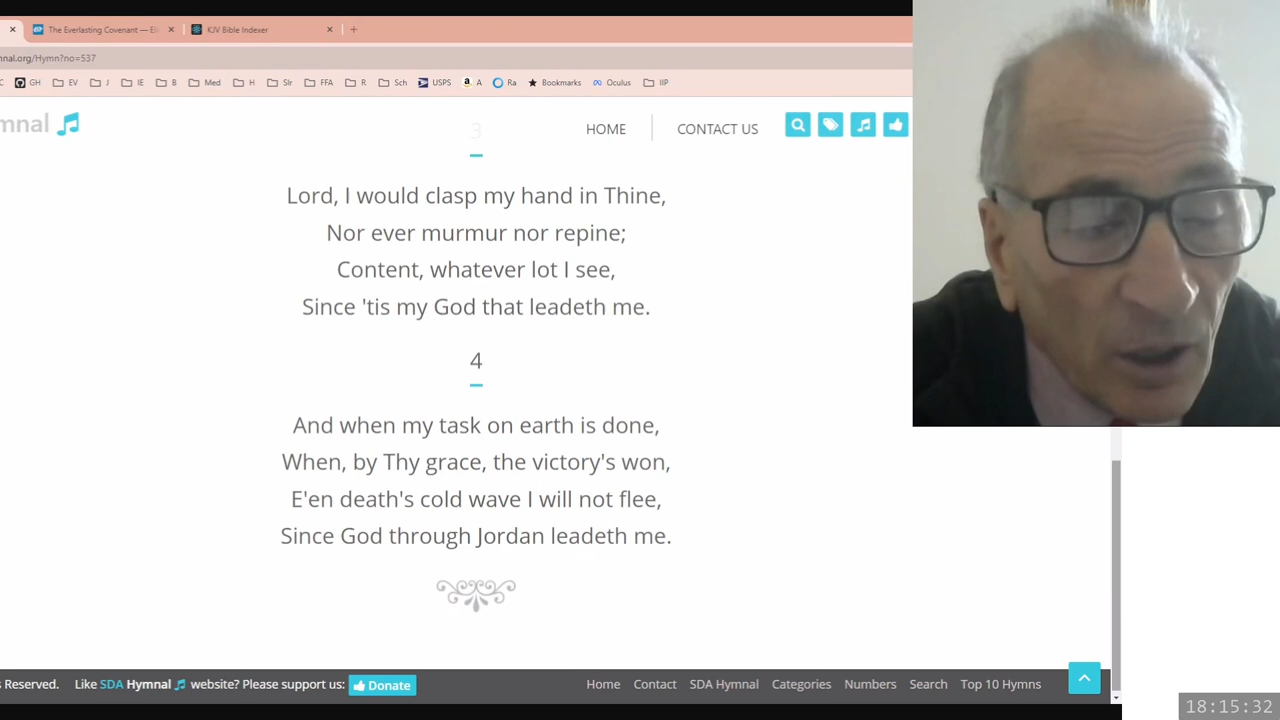 The Everlasting Covenant — Ell
KJV Bible Indexer
mnal.org/Hymn?no=537
C GH EV J IE B Med H Slr FFA R Sch USPS A Ra Bookmarks Oculus IIP
mnal
HOME CONTACT US
3
Lord, I would clasp my hand in Thine,
Nor ever murmur nor repine;
Content, whatever lot I see,
Since 'tis my God that leadeth me.
4
And when my task on earth is done,
When, by Thy grace, the victory's won,
E'en death's cold wave I will not flee,
Since God through Jordan leadeth me.
s Reserved. Like SDA Hymnal website? Please support us: Donate Home Contact SDA Hymnal Categories Numbers Search Top 10 Hymns
18:15:32